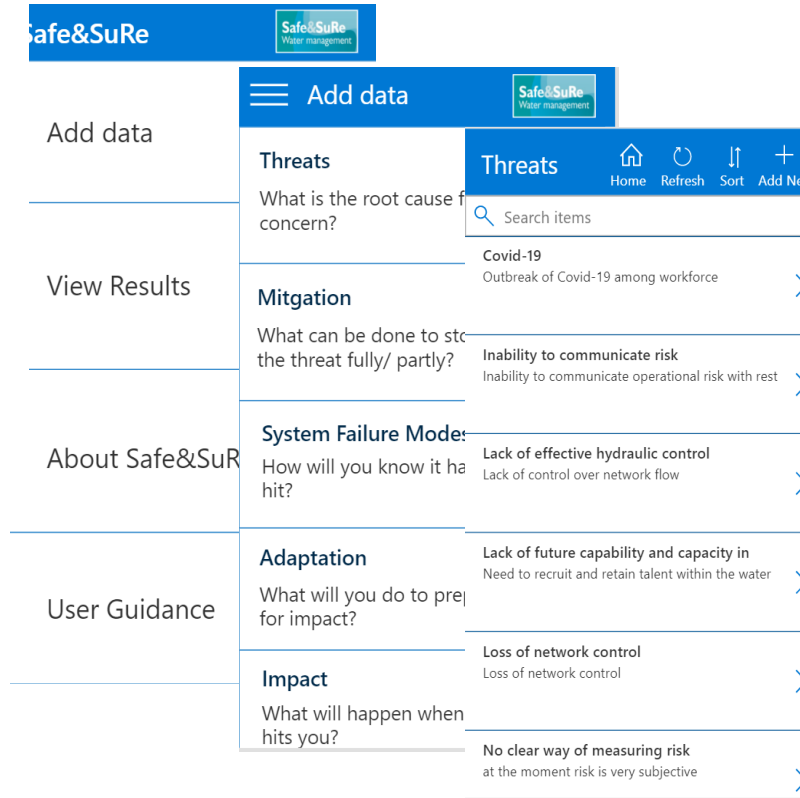 Safe&SuRe
Safe&SuRe
Water management
Add data
View Results
About Safe&SuR
User Guidance
Add data
Safe&SuRe
Water management
Threats
What is the root cause f
concern?
Mitgation
What can be done to sto
the threat fully/ partly?
System Failure Modes
How will you know it ha
hit?
Adaptation
What will you do to prep
for impact?
Impact
What will happen when
hits you?
Threats
Home
Refresh
Sort
Add Ne
Search items
Covid-19
Outbreak of Covid-19 among workforce
Inability to communicate risk
Inability to communicate operational risk with rest
Lack of effective hydraulic control
Lack of control over network flow
Lack of future capability and capacity in
Need to recruit and retain talent within the water
Loss of network control
Loss of network control
No clear way of measuring risk
at the moment risk is very subjective